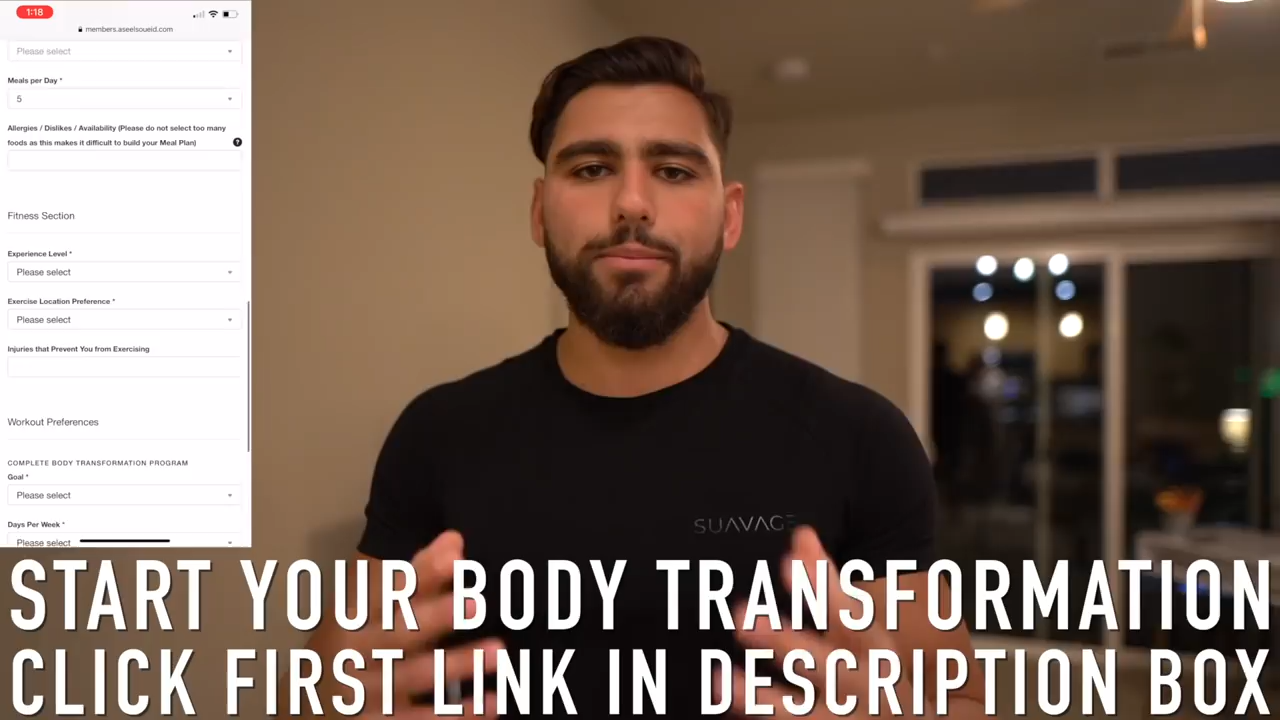 1:18
members.aseelsoueid.com
Please select
Meals per Day *
5
Allergies / Dislikes / Availability (Please do not select too many
foods as this makes it difficult to build your Meal Plan)
?
Fitness Section
Experience Level *
Please select
Exercise Location Preference *
Please select
Injuries that Prevent You from Exercising
Workout Preferences
COMPLETE BODY TRANSFORMATION PROGRAM
Goal *
Please select
Days Per Week *
Please select
SUAVAGE
START YOUR BODY TRANSFORMATION
CLICK FIRST LINK IN DESCRIPTION BOX